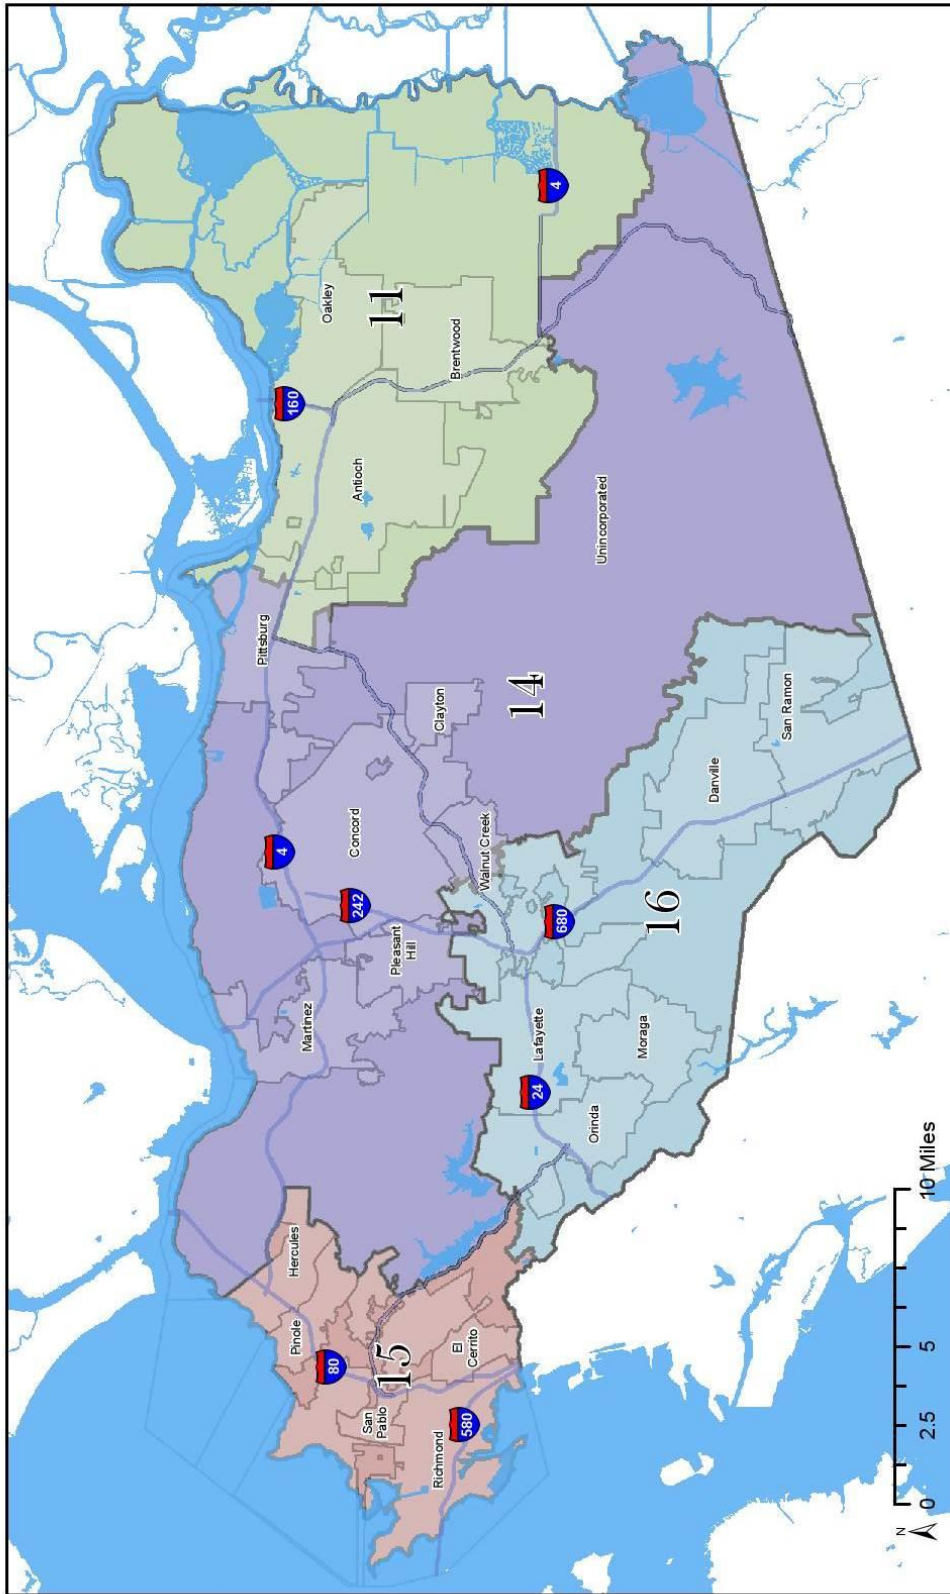 160
Oakley
11
4
Antioch
Brentwood
Pittsburg
Unincorporated
Clayton
14
4
Concord
242
Walnut Creek
Danville
San Ramon
Pleasant
Hill
680
16
Martinez
Lafayette
Moraga
24
Orinda
Hercules
Pinole
80
15
El
Cerrito
San
Pablo
Richmond
580
N
0
2.5
5
10 Miles